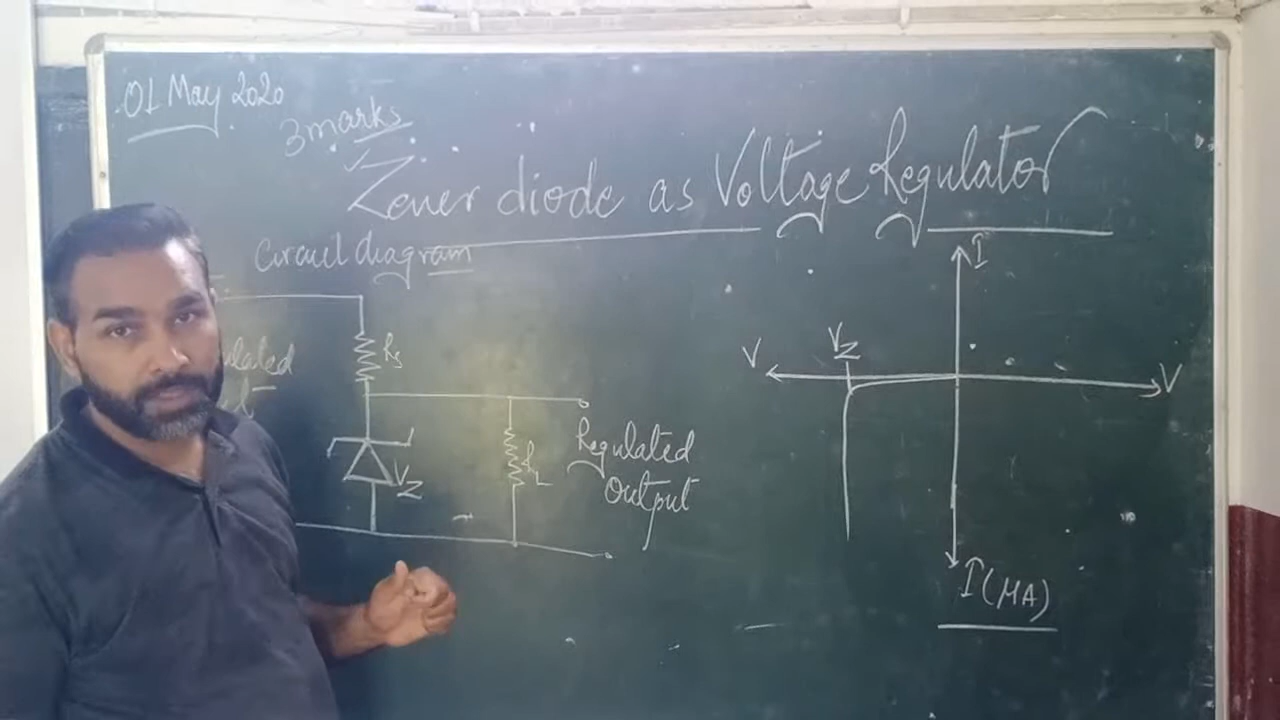 01 May 2020
3 marks
Zener diode as Voltage Regulator
Circuit diagram
I
Rs
VZ
V
V
Regulated
Output
RL
VZ
I (MA)